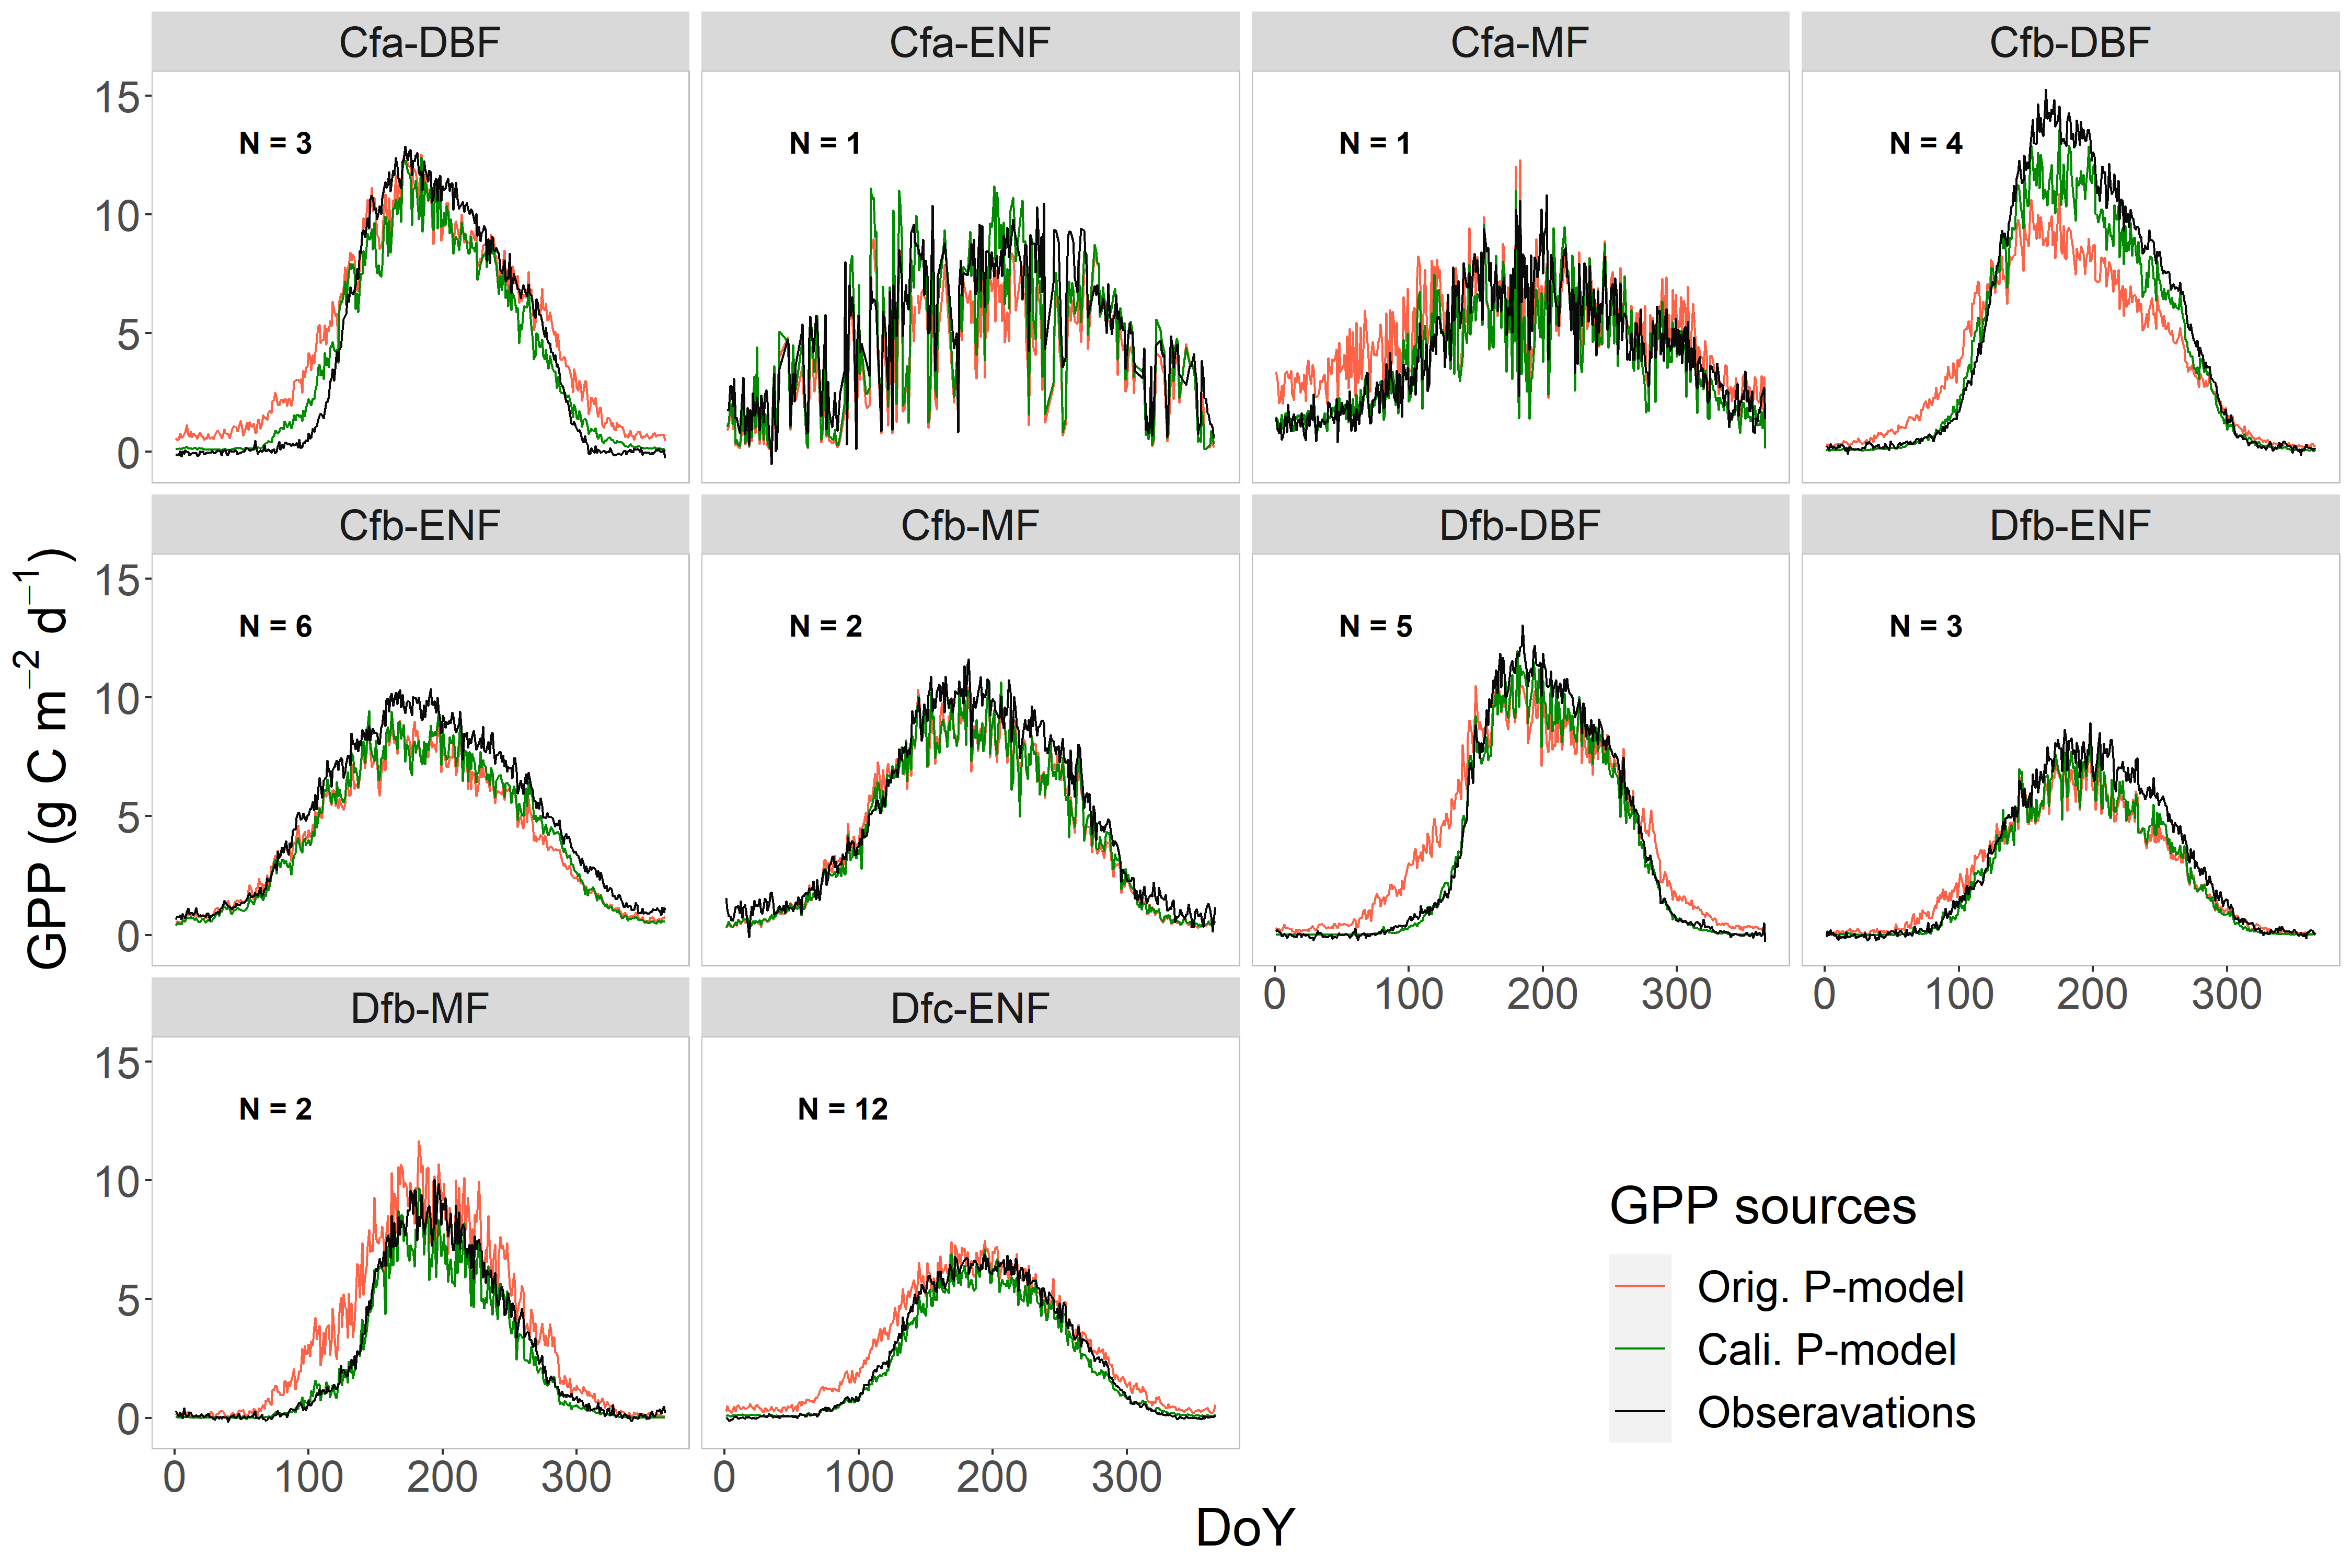 Cfa-DBF
Cfa-ENF
Cfa-MF
Cfb-DBF
15
10
5
0
N = 3
N = 1
N = 1
N = 4
Cfb-ENF
Cfb-MF
Dfb-DBF
Dfb-ENF
15
10
5
0
N = 6
N = 2
N = 5
N = 3
0 100 200 300
0 100 200 300
Dfb-MF
Dfc-ENF
15
10
5
0
N = 2
N = 12
0 100 200 300
0 100 200 300
GPP (g C m⁻² d⁻¹)
DoY
GPP sources
Orig. P-model
Cali. P-model
Obseravations